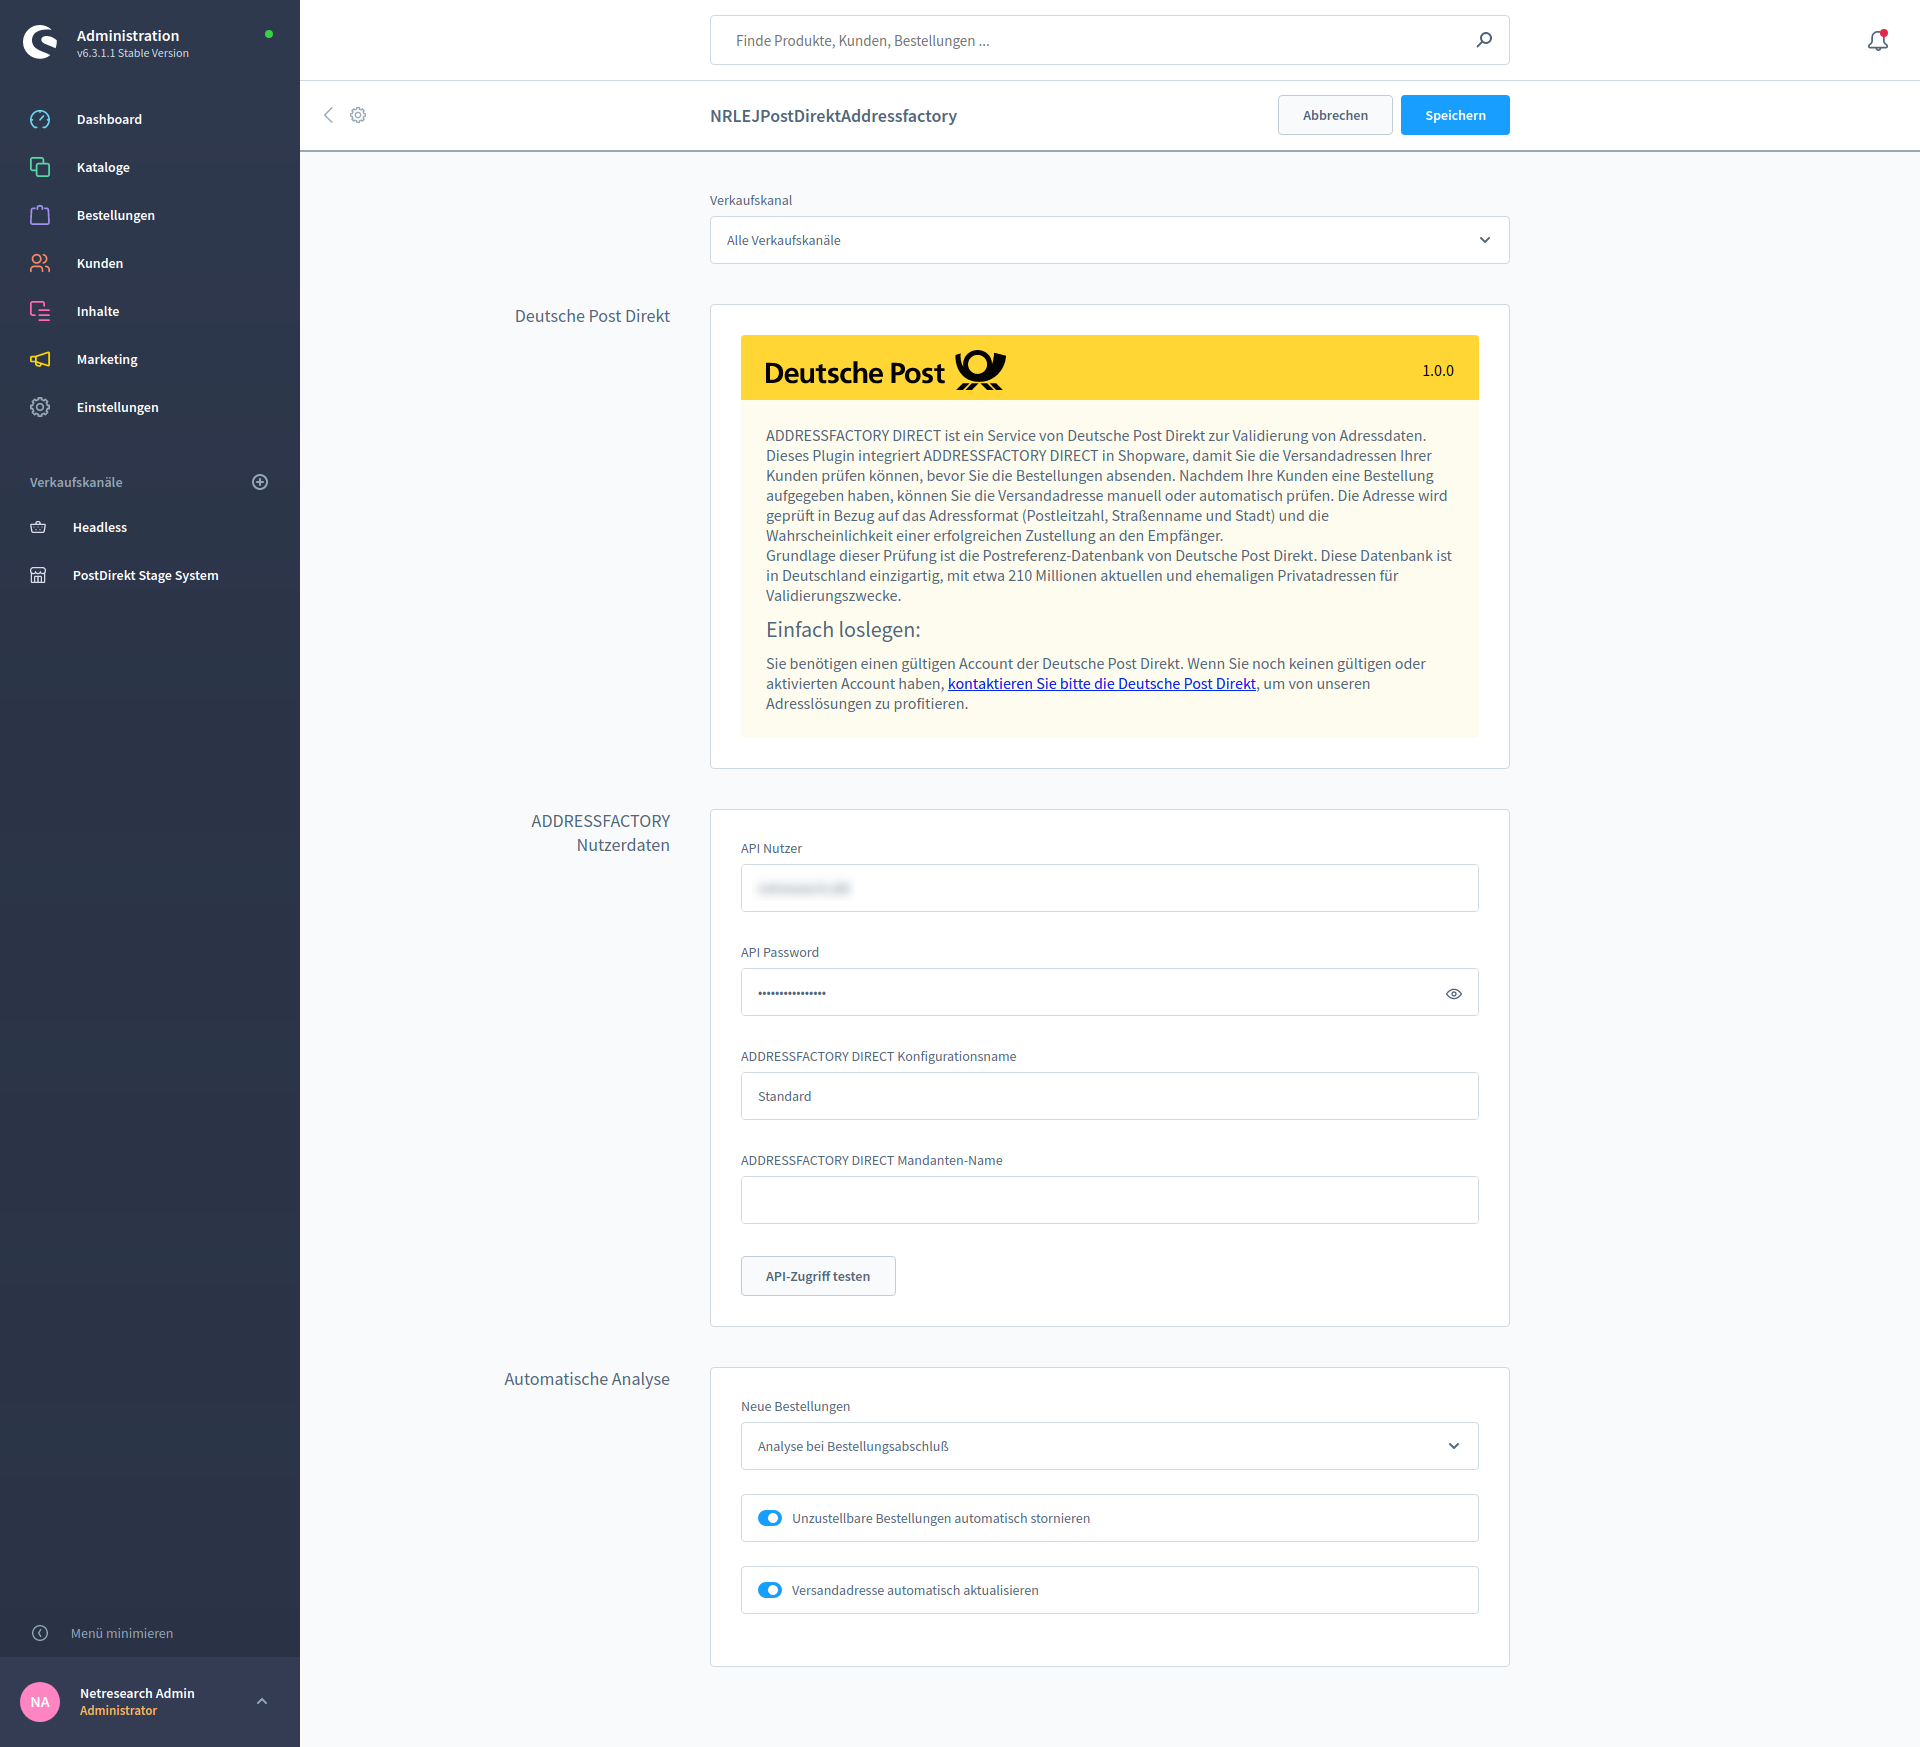 Administration
v6.3.1.1 Stable Version
Dashboard
Kataloge
Bestellungen
Kunden
Inhalte
Marketing
Einstellungen
Verkaufskanäle
Headless
PostDirekt Stage System
Menü minimieren
NA
Netresearch Admin
Administrator
Finde Produkte, Kunden, Bestellungen ...
NRLEJPostDirektAddressfactory
Abbrechen
Speichern
Verkaufskanal
Alle Verkaufskanäle
Deutsche Post Direkt
Deutsche Post
1.0.0
ADDRESSFACTORY DIRECT ist ein Service von Deutsche Post Direkt zur Validierung von Adressdaten.
Dieses Plugin integriert ADDRESSFACTORY DIRECT in Shopware, damit Sie die Versandadressen Ihrer
Kunden prüfen können, bevor Sie die Bestellungen absenden. Nachdem Ihre Kunden eine Bestellung
aufgegeben haben, können Sie die Versandadresse manuell oder automatisch prüfen. Die Adresse wird
geprüft in Bezug auf das Adressformat (Postleitzahl, Straßenname und Stadt) und die
Wahrscheinlichkeit einer erfolgreichen Zustellung an den Empfänger.
Grundlage dieser Prüfung ist die Postreferenz-Datenbank von Deutsche Post Direkt. Diese Datenbank ist
in Deutschland einzigartig, mit etwa 210 Millionen aktuellen und ehemaligen Privatadressen für
Validierungszwecke.
Einfach loslegen:
Sie benötigen einen gültigen Account der Deutsche Post Direkt. Wenn Sie noch keinen gültigen oder
aktivierten Account haben, kontaktieren Sie bitte die Deutsche Post Direkt, um von unseren
Adresslösungen zu profitieren.
ADDRESSFACTORY
Nutzerdaten
API Nutzer
API Password
••••••••••••••••
ADDRESSFACTORY DIRECT Konfigurationsname
Standard
ADDRESSFACTORY DIRECT Mandanten-Name
API-Zugriff testen
Automatische Analyse
Neue Bestellungen
Analyse bei Bestellungsabschluß
Unzustellbare Bestellungen automatisch stornieren
Versandadresse automatisch aktualisieren